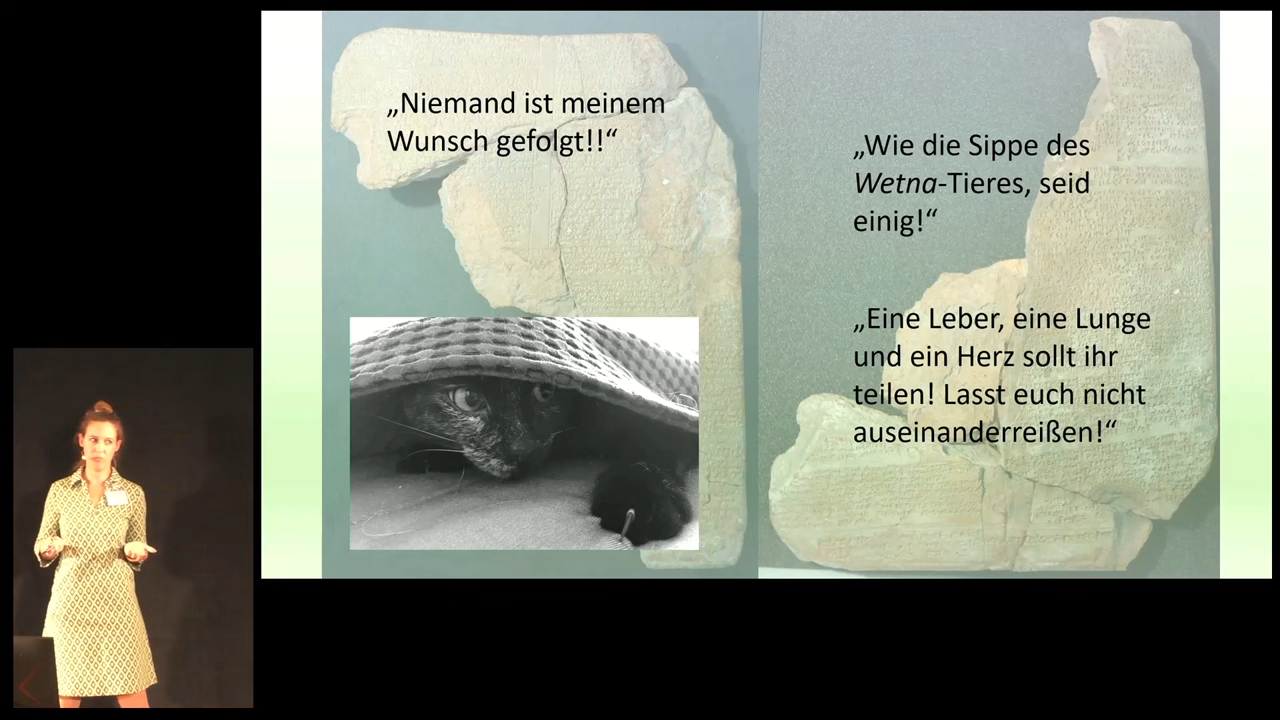 „Niemand ist meinem
Wunsch gefolgt!!“
„Wie die Sippe des
Wetna-Tieres, seid
einig!“
„Eine Leber, eine Lunge
und ein Herz sollt ihr
teilen! Lasst euch nicht
auseinanderreißen!“